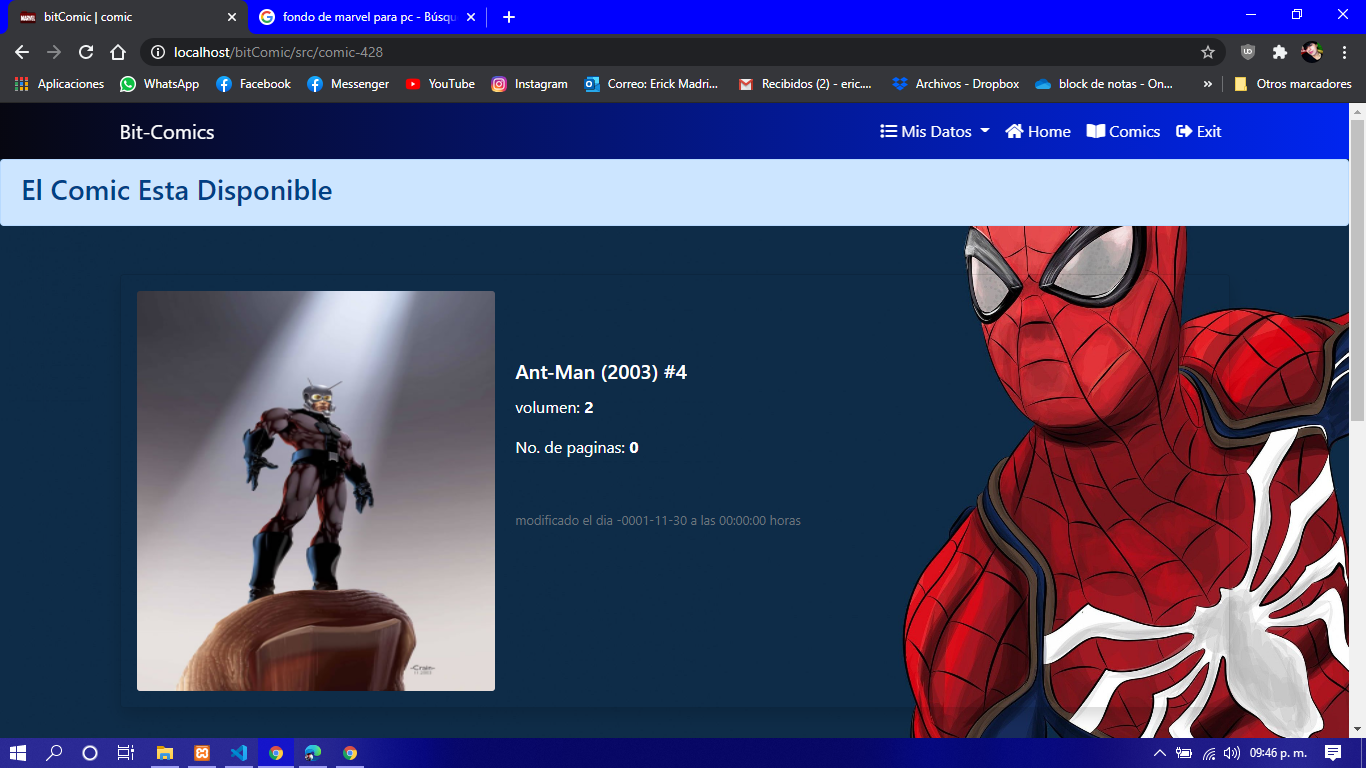 bitComic | comic
fondo de marvel para pc - Búsqu
localhost/bitComic/src/comic-428
Aplicaciones WhatsApp Facebook Messenger YouTube Instagram Correo: Erick Madri... Recibidos (2) - eric.... Archivos - Dropbox block de notas - On... » Otros marcadores
Bit-Comics Mis Datos Home Comics Exit
El Comic Esta Disponible
Ant-Man (2003) #4
volumen: 2
No. de paginas: 0
modificado el dia -0001-11-30 a las 00:00:00 horas
09:46 p. m.